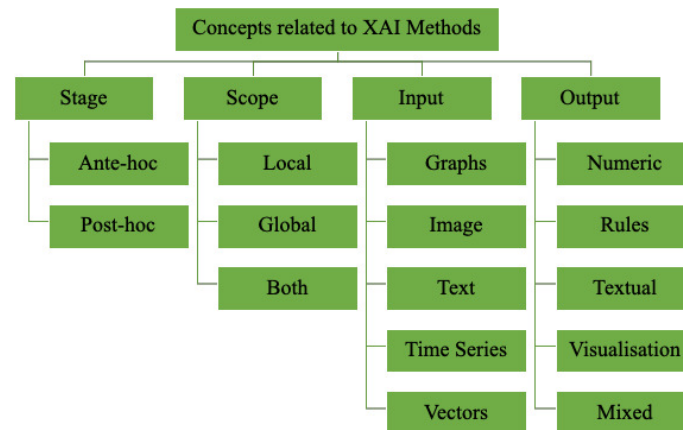 Concepts related to XAI Methods
Stage
Scope
Input
Output
Ante-hoc
Local
Graphs
Numeric
Post-hoc
Global
Image
Rules
Both
Text
Textual
Time Series
Visualisation
Vectors
Mixed